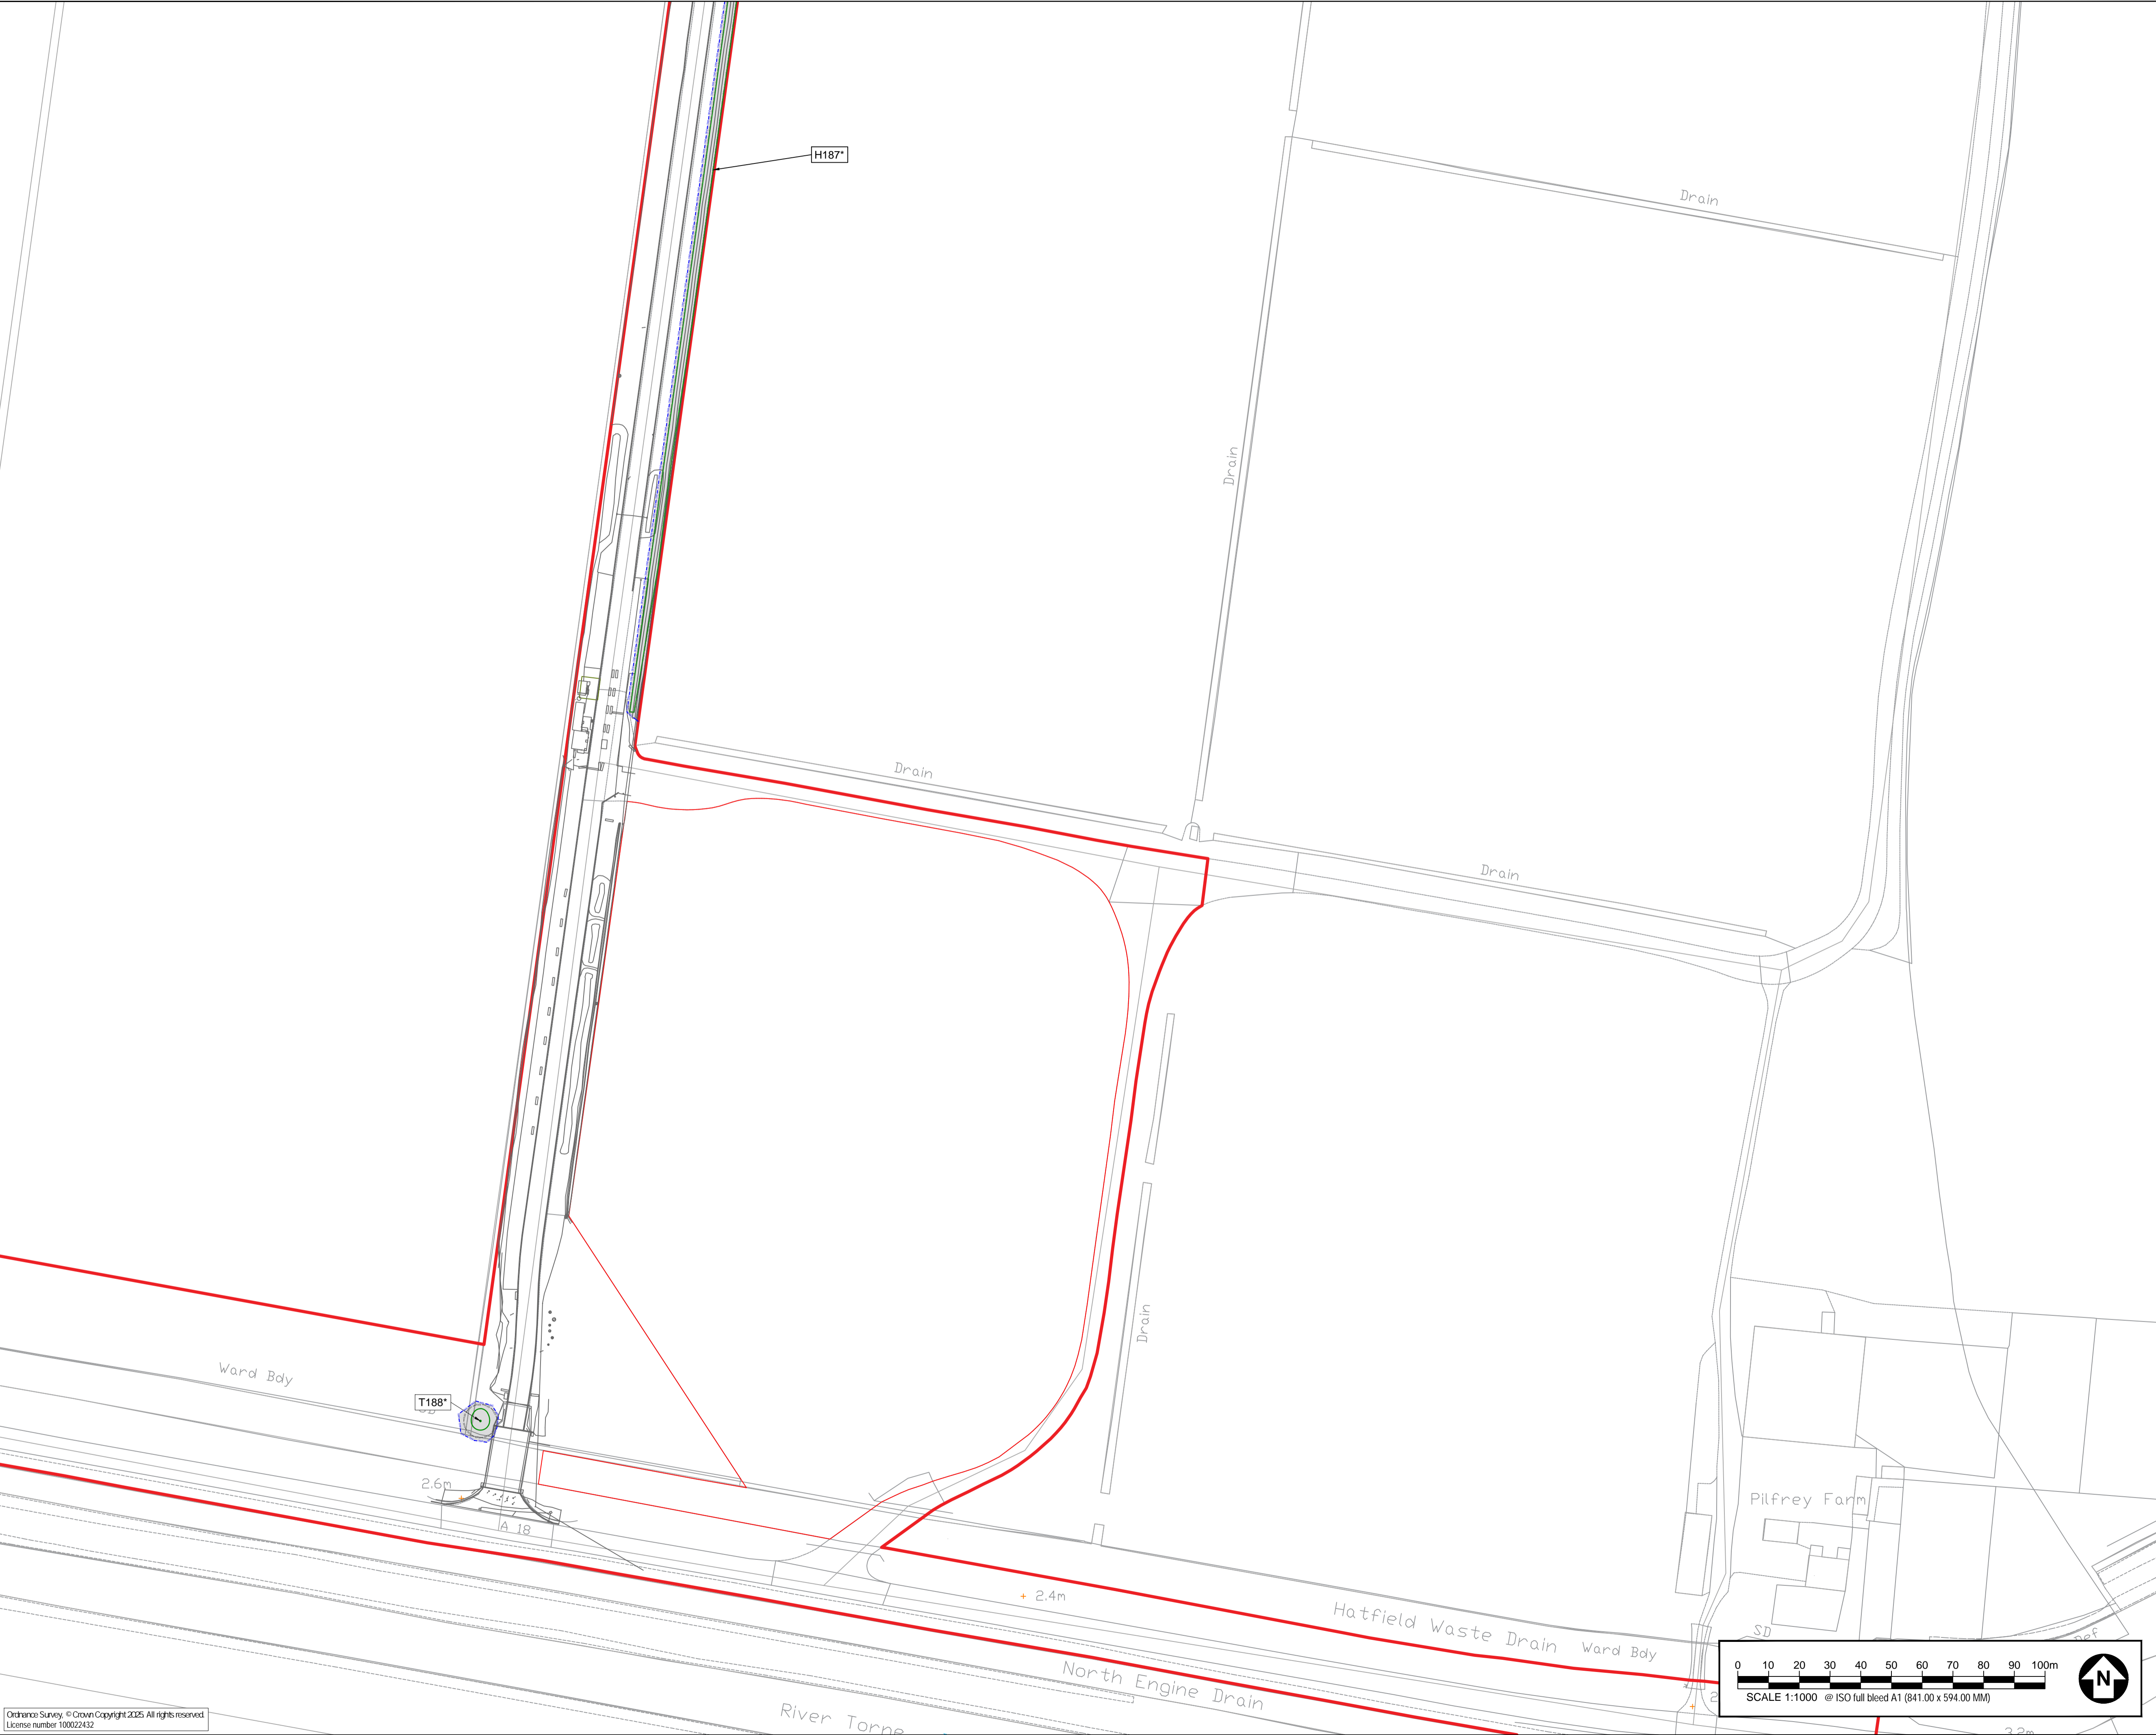 H187*
Drain
Drain
Drain
Drain
Drain
Ward Bdy
T188*
2.6m
A 18
Pilfrey Farm
2.4m
Hatfield Waste Drain
Ward Bdy
SD
Def
North Engine Drain
River Torne
0 10 20 30 40 50 60 70 80 90 100m
SCALE 1:1000 @ ISO full bleed A1 (841.00 x 594.00 MM)
N
3.2m
Ordnance Survey, © Crown Copyright 2025. All rights reserved.
License number 100022432